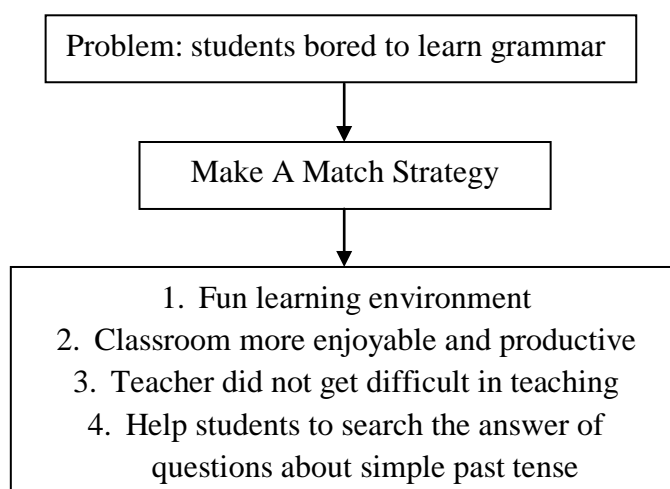 Problem: students bored to learn grammar
Make A Match Strategy
1. Fun learning environment
2. Classroom more enjoyable and productive
3. Teacher did not get difficult in teaching
4. Help students to search the answer of
questions about simple past tense